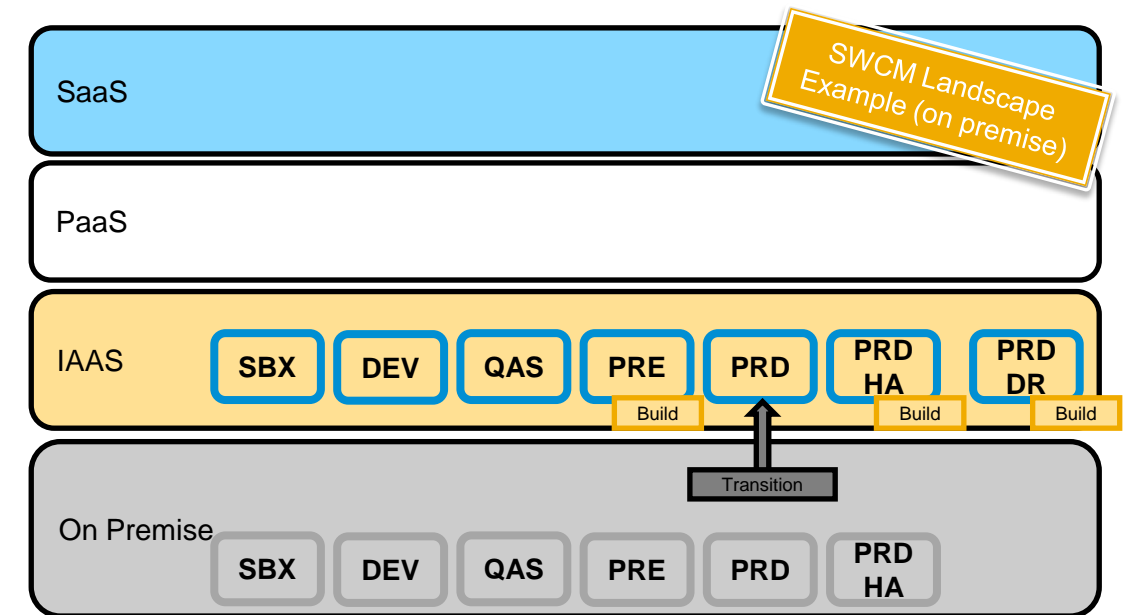 SaaS
SWCM Landscape
Example (on premise)
PaaS
IAAS
SBX
DEV
QAS
PRE
PRD
PRD
HA
PRD
DR
Build
Build
Build
Transition
On Premise
SBX
DEV
QAS
PRE
PRD
PRD
HA